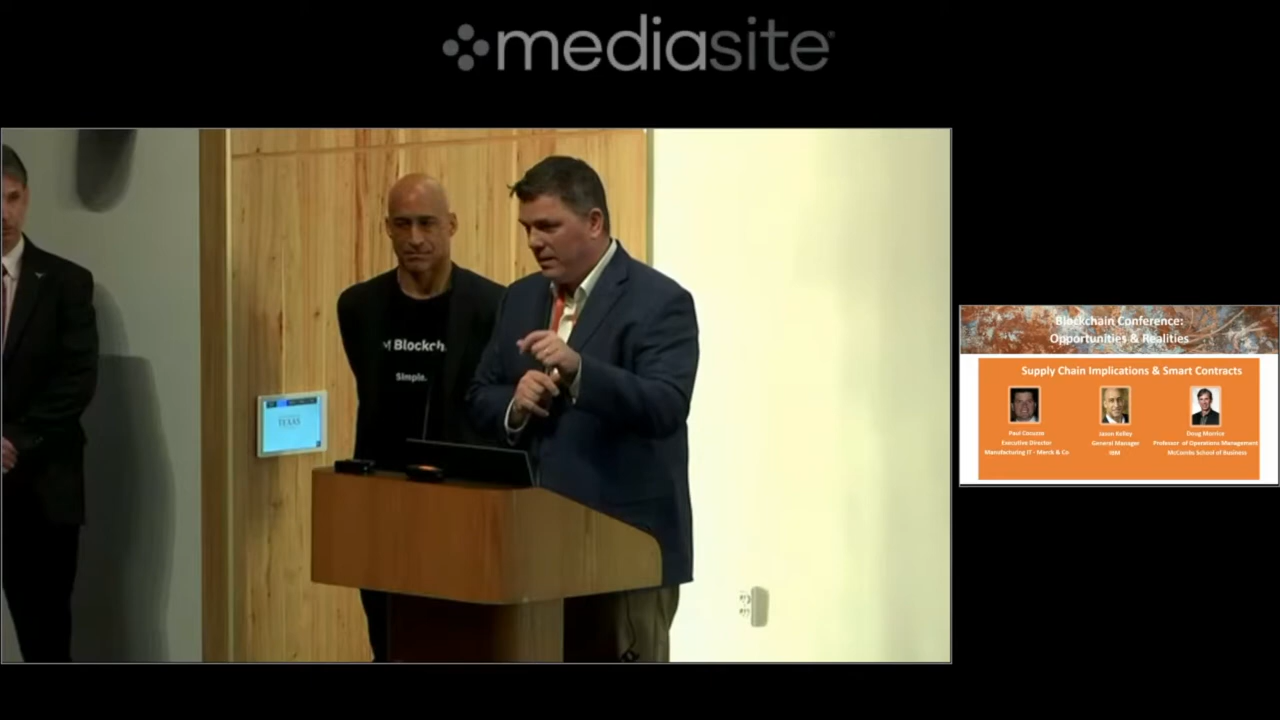 mediasite
M Blockch.
Simple.
TEXAS
Blockchain Conference:
Opportunities & Realities
Supply Chain Implications & Smart Contracts
Paul
Executive Director
Manufacturing IT - Merck & Co
Jason Kelley
General Manager
IBM
Doug Morrice
Professor of Operations Management
McCombs School of Business